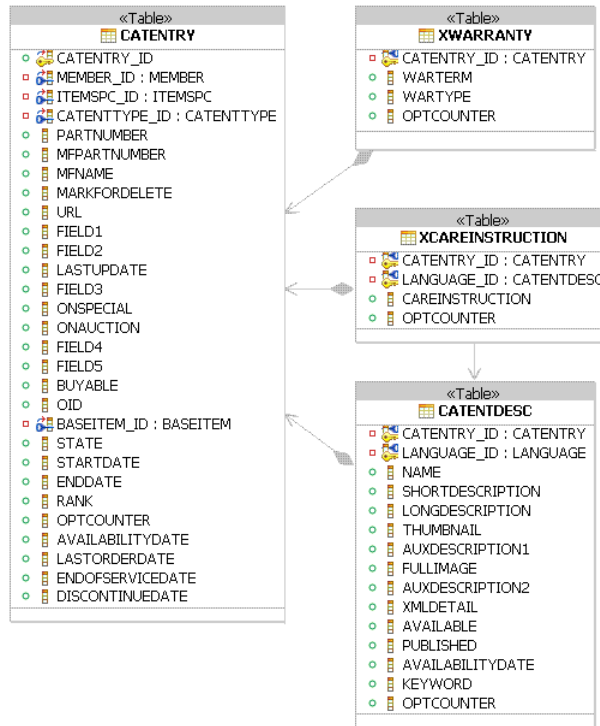 «Table»
CATENTRY
CATENTRY_ID
MEMBER_ID : MEMBER
ITEMSPC_ID : ITEMSPC
CATENTTYPE_ID : CATENTTYPE
PARTNUMBER
MFPARTNUMBER
MFNAME
MARKFORDELETE
URL
FIELD1
FIELD2
LASTUPDATE
FIELD3
ONSPECIAL
ONAUCTION
FIELD4
FIELD5
BUYABLE
OID
BASEITEM_ID : BASEITEM
STATE
STARTDATE
ENDDATE
RANK
OPTCOUNTER
AVAILABILITYDATE
LASTORDERDATE
ENDOFSERVICEDATE
DISCONTINUEDATE
«Table»
XWARRANTY
CATENTRY_ID : CATENTRY
WARTERM
WARTYPE
OPTCOUNTER
«Table»
XCAREINSTRUCTION
CATENTRY_ID : CATENTRY
LANGUAGE_ID : CATENTDESC
CAREINSTRUCTION
OPTCOUNTER
«Table»
CATENTDESC
CATENTRY_ID : CATENTRY
LANGUAGE_ID : LANGUAGE
NAME
SHORTDESCRIPTION
LONGDESCRIPTION
THUMBNAIL
AUXDESCRIPTION1
FULLIMAGE
AUXDESCRIPTION2
XMLDETAIL
AVAILABLE
PUBLISHED
AVAILABILITYDATE
KEYWORD
OPTCOUNTER